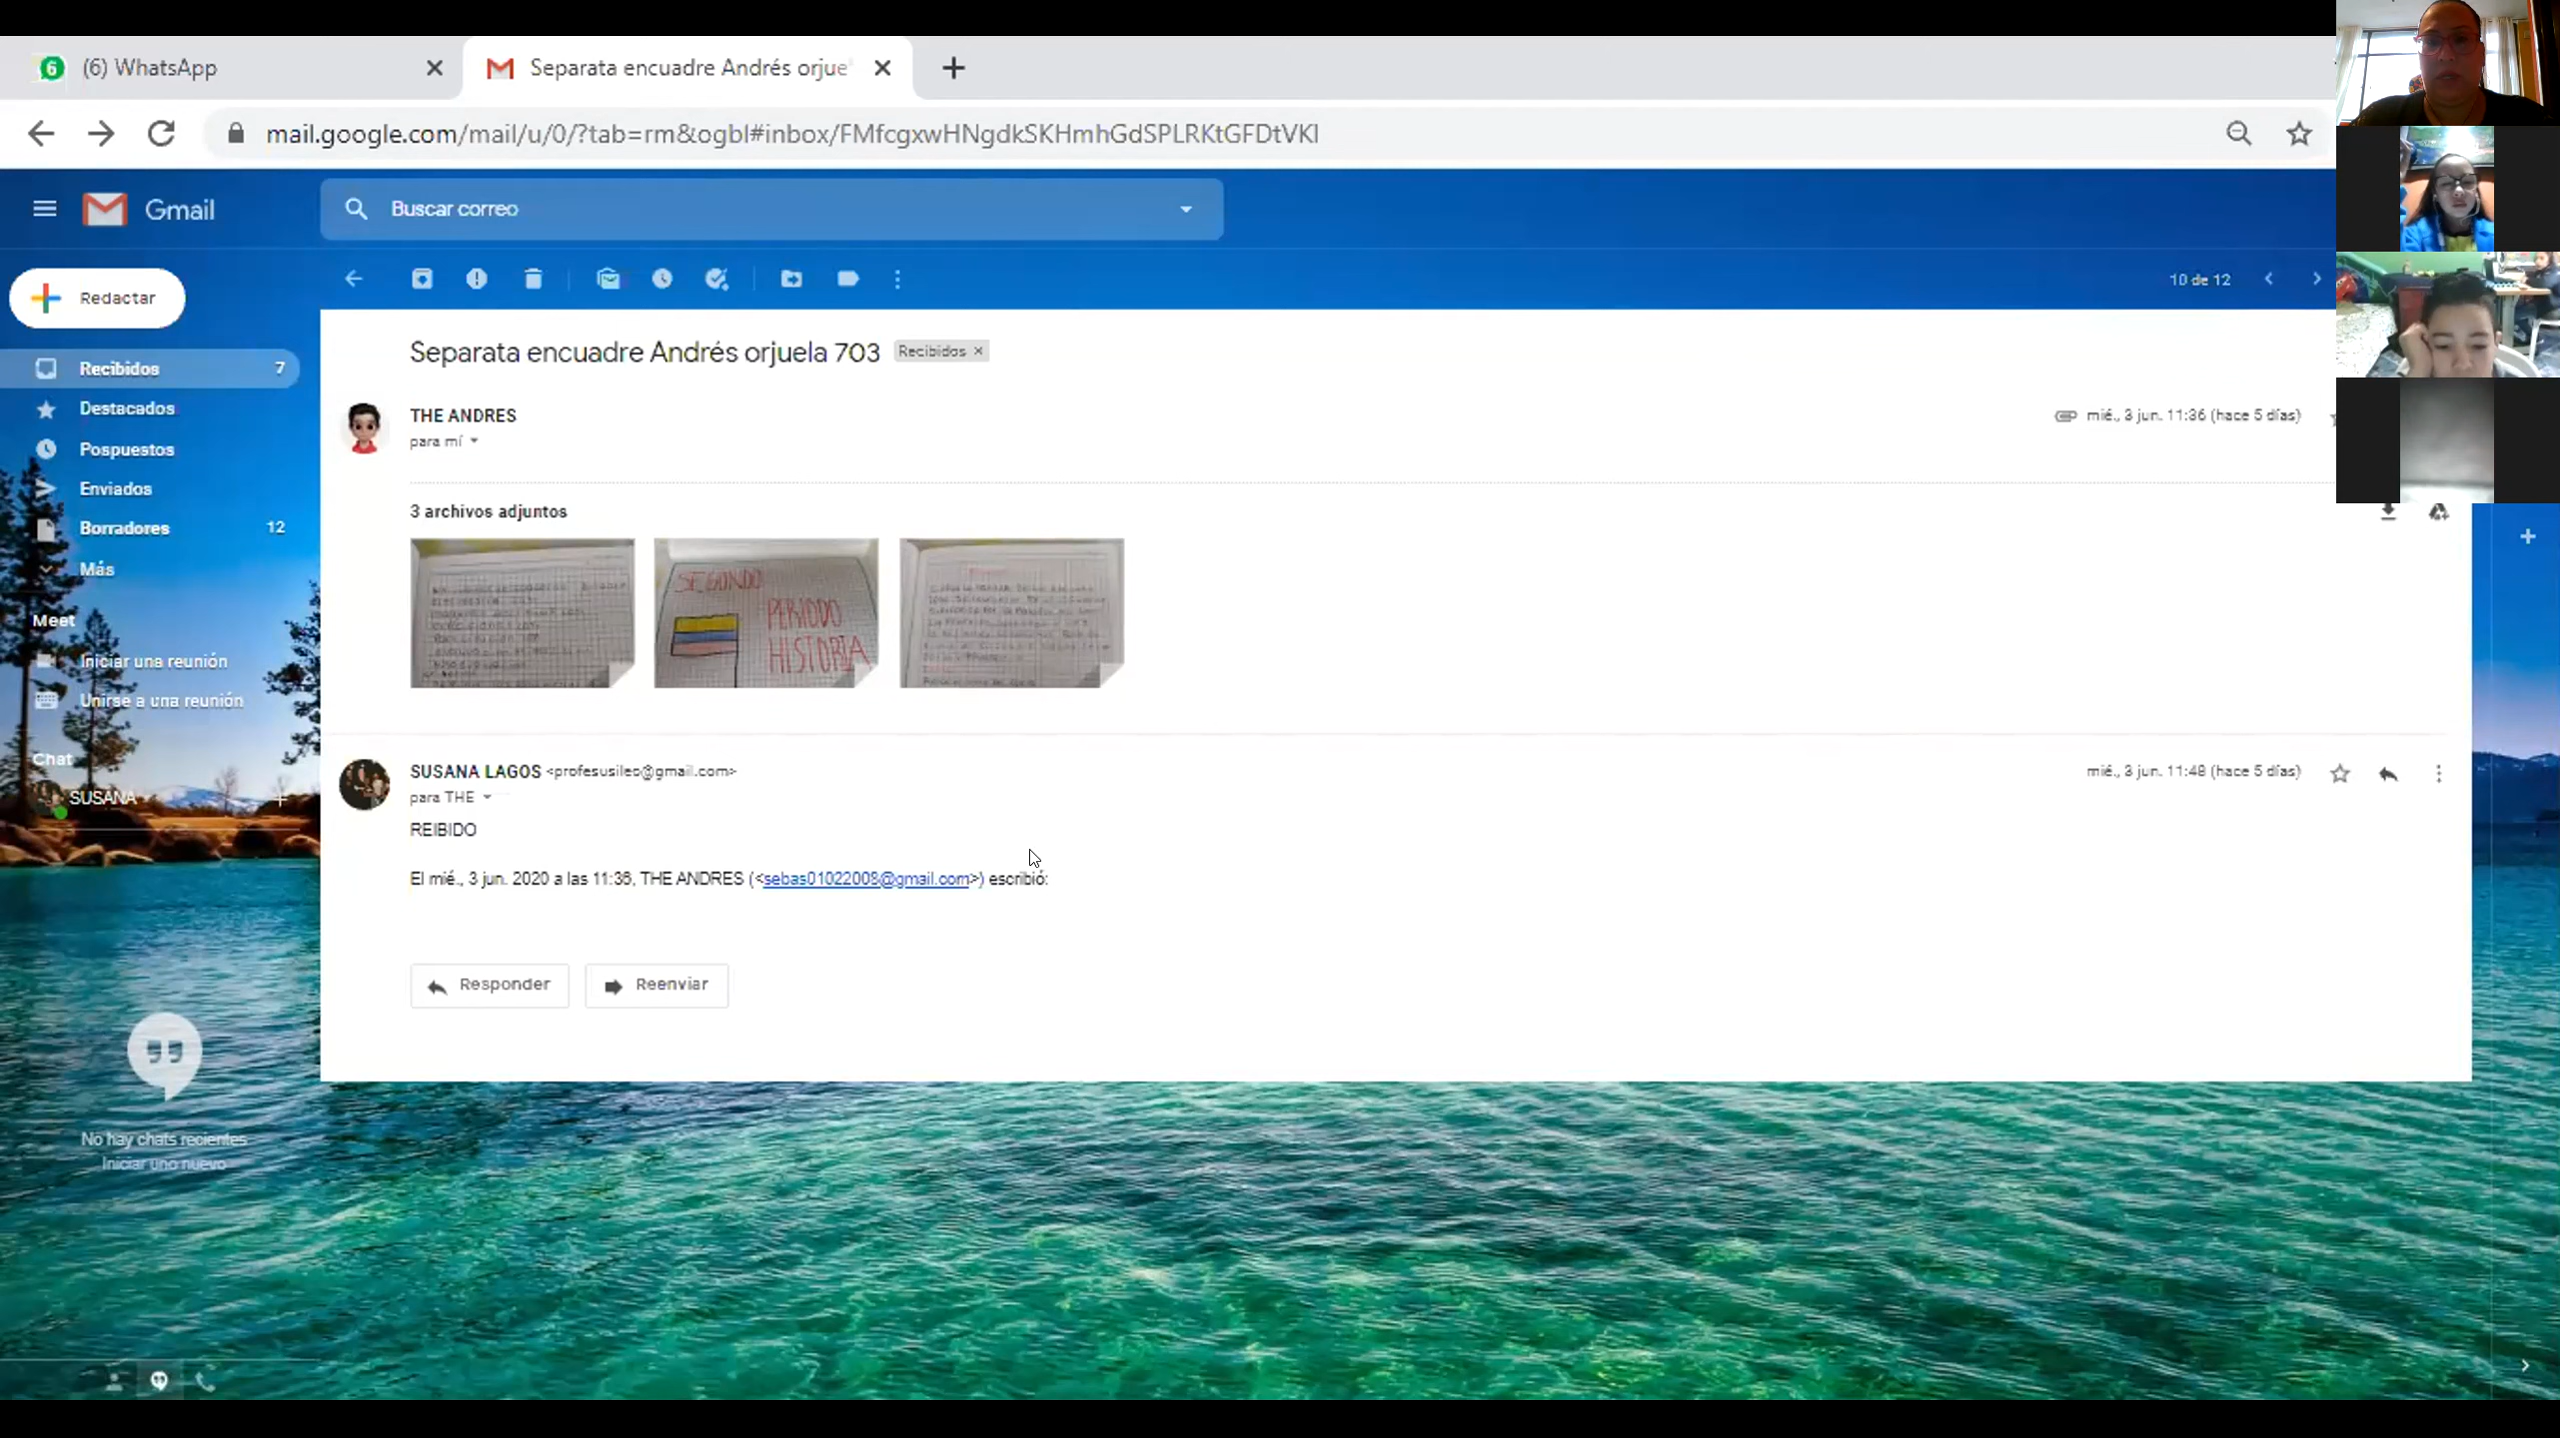 (6) WhatsApp
Separata encuadre Andrés orjue
mail.google.com/mail/u/0/?tab=rm&ogbl#inbox/FMfcgxwHNgdkSKHmhGdSPLRKtGFDtVKl
Gmail
Buscar correo
10 de 12
Redactar
Recibidos 7
Destacados
Pospuestos
Enviados
Borradores 12
Más
Meet
Iniciar una reunión
Unirse a una reunión
Chat
SUSANA
No hay chats recientes
Iniciar uno nuevo
Separata encuadre Andrés orjuela 703 Recibidos
THE ANDRES
mié., 3 jun. 11:36 (hace 5 días)
para mí
3 archivos adjuntos
SEGUNDO
PERIODO
HISTORIA
SUSANA LAGOS <profesusileo@gmail.com>
mié., 3 jun. 11:48 (hace 5 días)
para THE
REIBIDO
El mié., 3 jun. 2020 a las 11:36, THE ANDRES (<sebas01022008@gmail.com>) escribió:
Responder
Reenviar